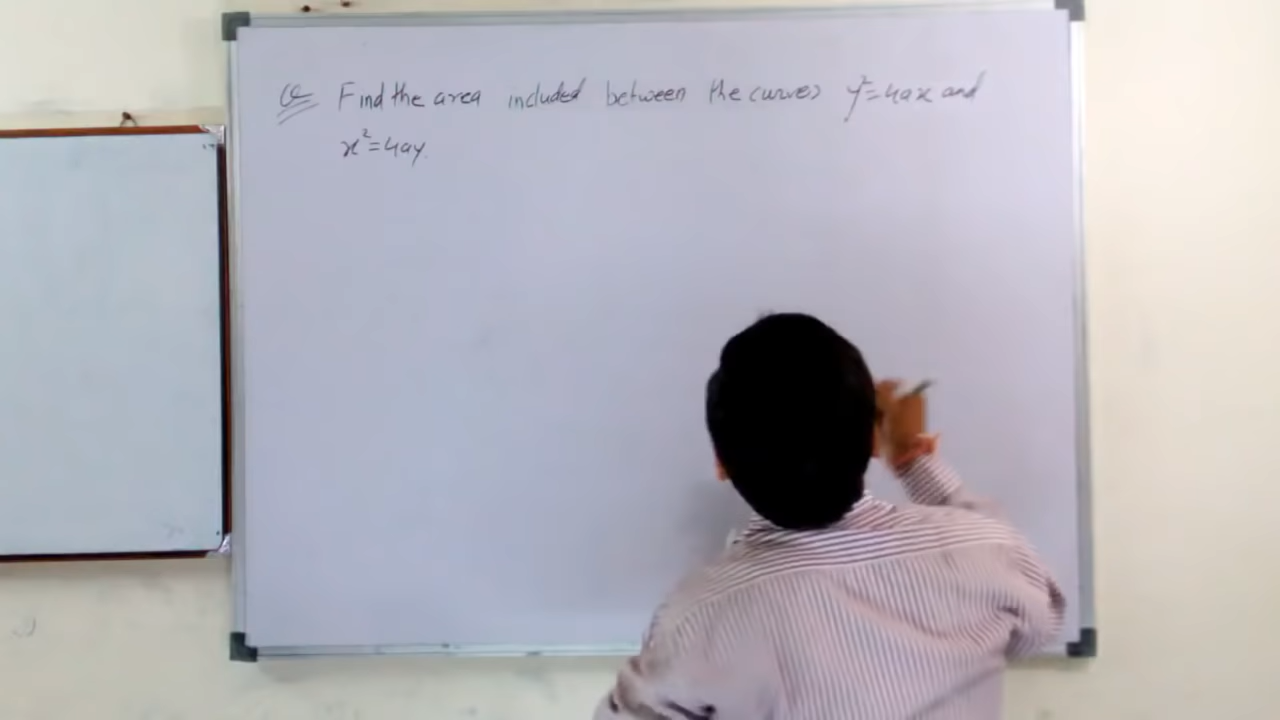 Q Find the area included between the curves y²=4ax and
x²=4ay.